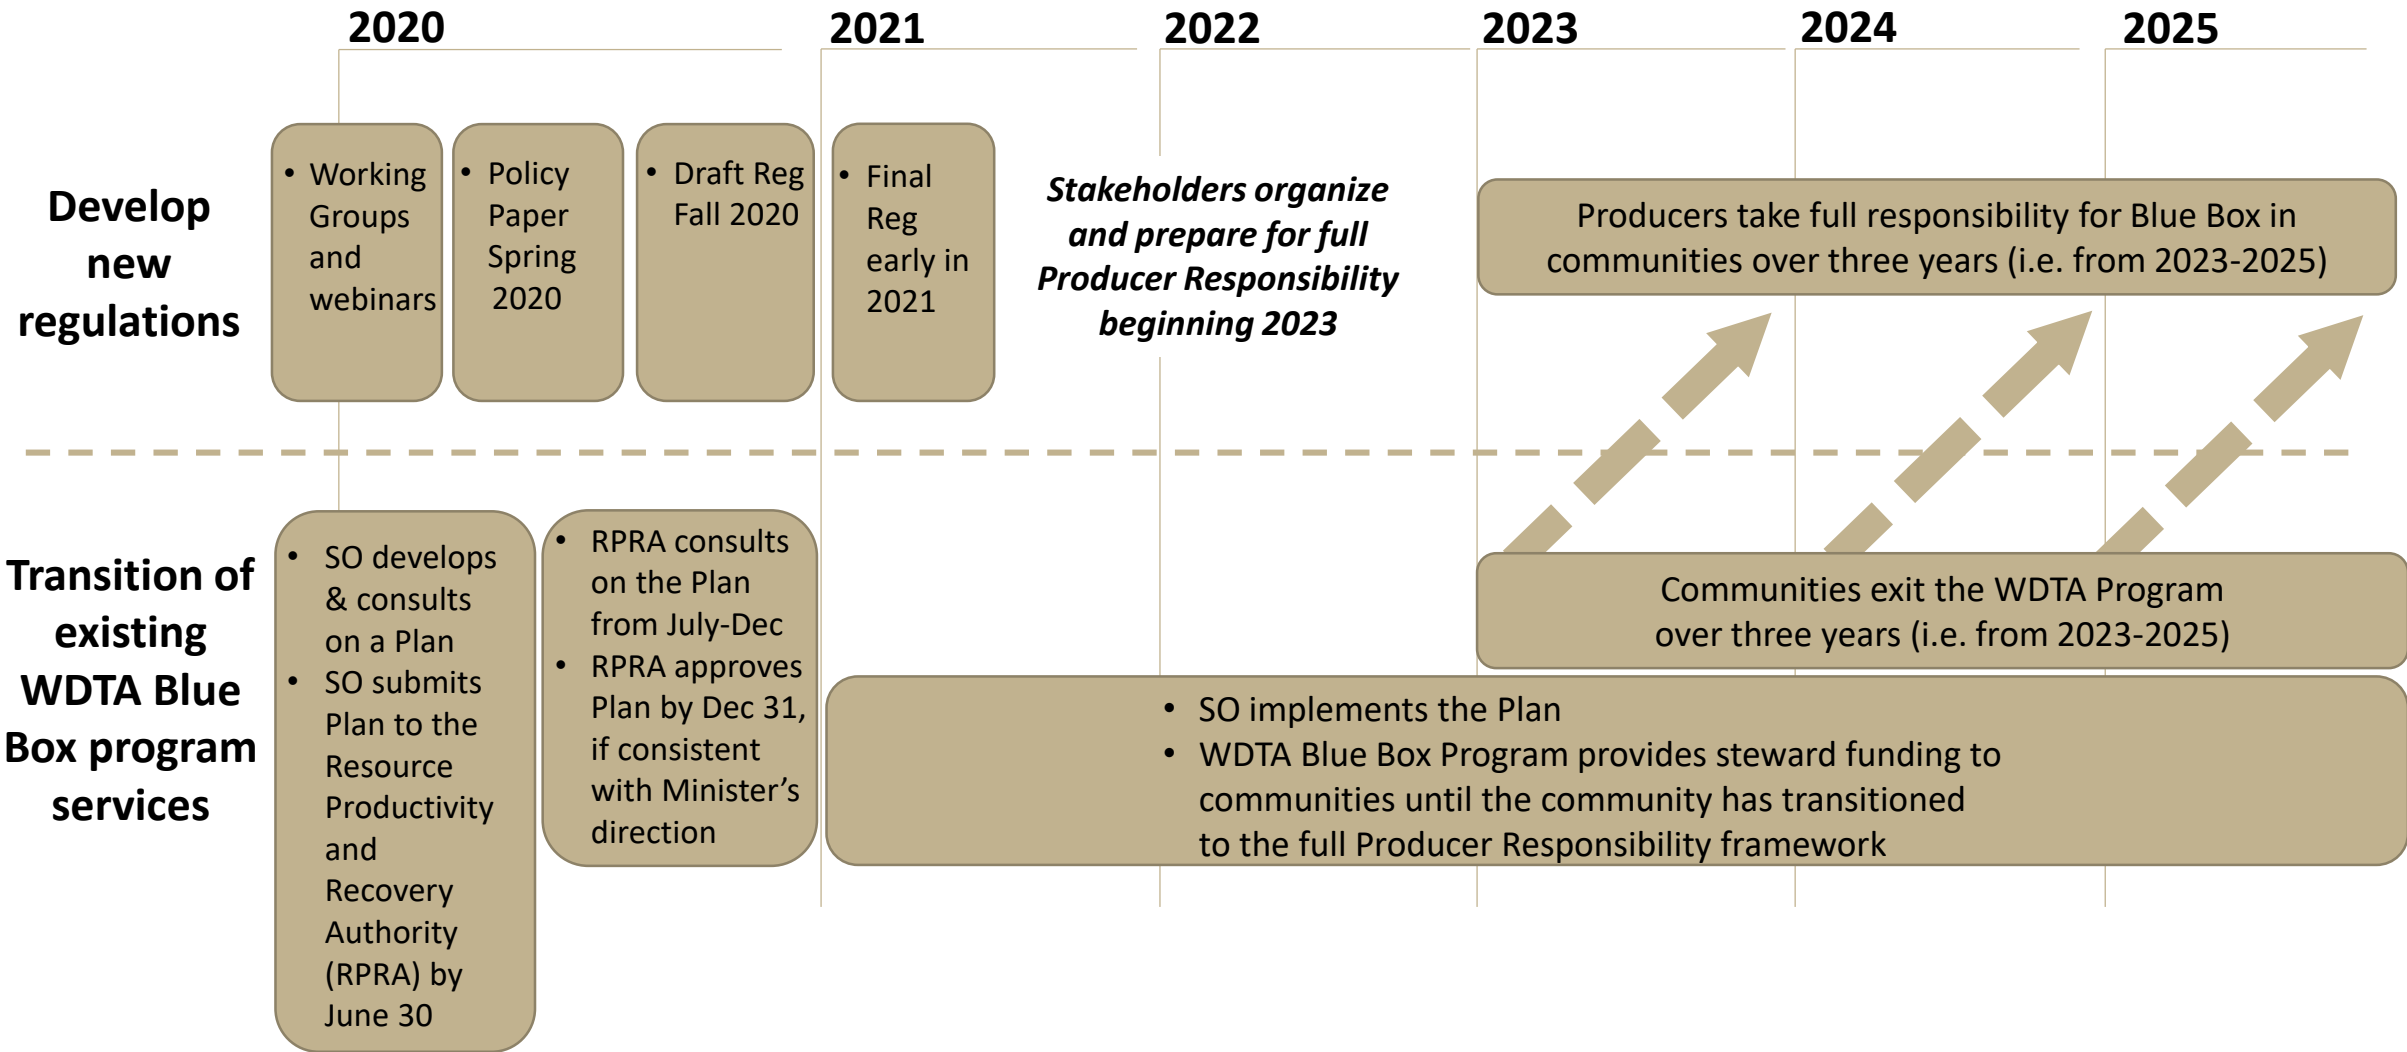 2020
2021
2022
2023
2024
2025
Develop
new
regulations
• Working
Groups
and
webinars
• Policy
Paper
Spring
2020
• Draft Reg
Fall 2020
• Final
Reg
early in
2021
Stakeholders organize
and prepare for full
Producer Responsibility
beginning 2023
Producers take full responsibility for Blue Box in
communities over three years (i.e. from 2023-2025)
Transition of
existing
WDTA Blue
Box program
services
• SO develops
& consults
on a Plan
• SO submits
Plan to the
Resource
Productivity
and
Recovery
Authority
(RPRA) by
June 30
• RPRA consults
on the Plan
from July-Dec
• RPRA approves
Plan by Dec 31,
if consistent
with Minister’s
direction
Communities exit the WDTA Program
over three years (i.e. from 2023-2025)
• SO implements the Plan
• WDTA Blue Box Program provides steward funding to
communities until the community has transitioned
to the full Producer Responsibility framework